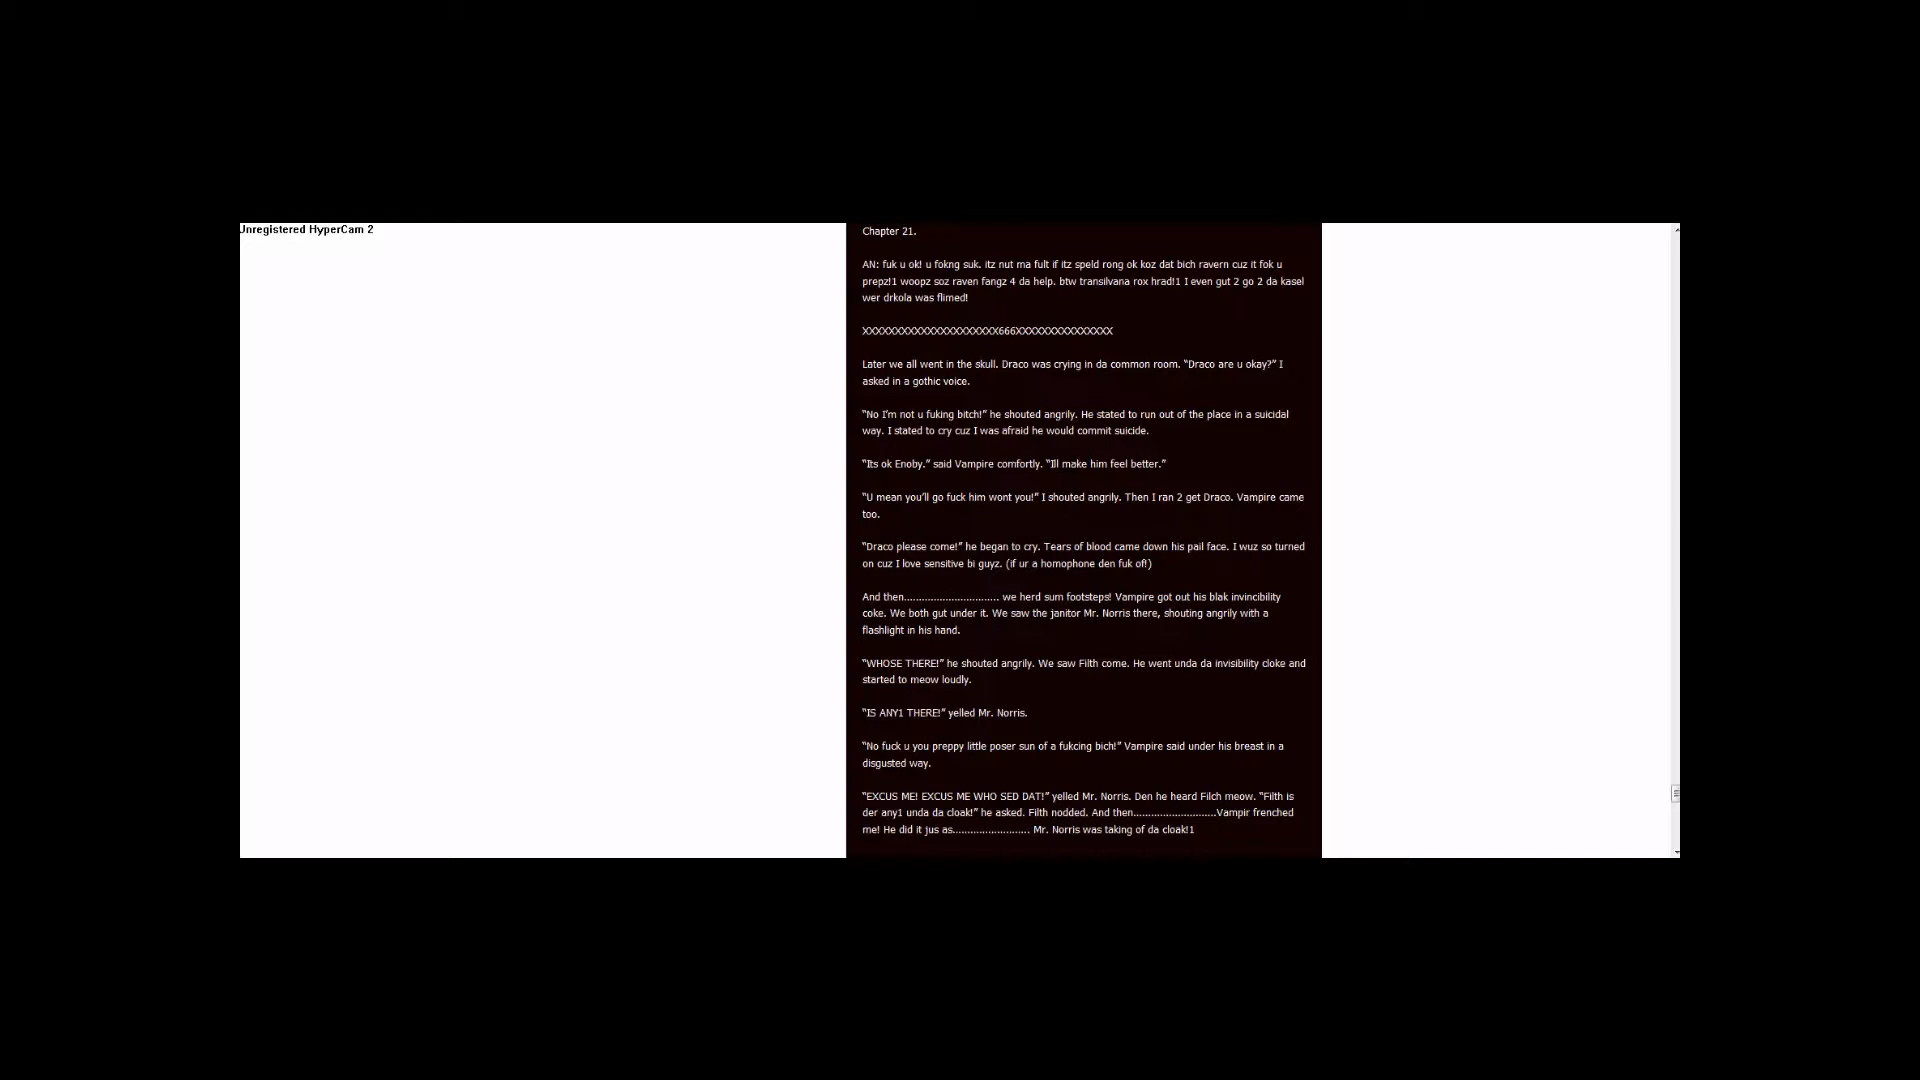 Unregistered HyperCam 2
Chapter 21.
AN: fuk u ok! u fokng suk. itz nut ma fult if itz speld rong ok koz dat bich ravern cuz it fok u
prepz!1 woopz soz raven fangz 4 da help. btw transilvana rox hrad!1 I even gut 2 go 2 da kasel
wer drkola was flimed!
XXXXXXXXXXXXXXXXXXXXX666XXXXXXXXXXXXXXX
Later we all went in the skull. Draco was crying in da common room. “Draco are u okay?” I
asked in a gothic voice.
“No I’m not u fuking bitch!” he shouted angrily. He stated to run out of the place in a suicidal
way. I stated to cry cuz I was afraid he would commit suicide.
“Its ok Enoby.” said Vampire comfortly. “Ill make him feel better.”
“U mean you’ll go fuck him wont you!” I shouted angrily. Then I ran 2 get Draco. Vampire came
too.
“Draco please come!” he began to cry. Tears of blood came down his pail face. I wuz so turned
on cuz I love sensitive bi guyz. (if ur a homophone den fuk of!)
And then................................ we herd sum footsteps! Vampire got out his blak invincibility
coke. We both gut under it. We saw the janitor Mr. Norris there, shouting angrily with a
flashlight in his hand.
“WHOSE THERE!” he shouted angrily. We saw Filth come. He went unda da invisibility cloke and
started to meow loudly.
“IS ANY1 THERE!” yelled Mr. Norris.
“No fuck u you preppy little poser sun of a fukcing bich!” Vampire said under his breast in a
disgusted way.
“EXCUS ME! EXCUS ME WHO SED DAT!” yelled Mr. Norris. Den he heard Filch meow. “Filth is
der any1 unda da cloak!” he asked. Filth nodded. And then............................Vampir frenched
me! He did it jus as.......................... Mr. Norris was taking of da cloak!1